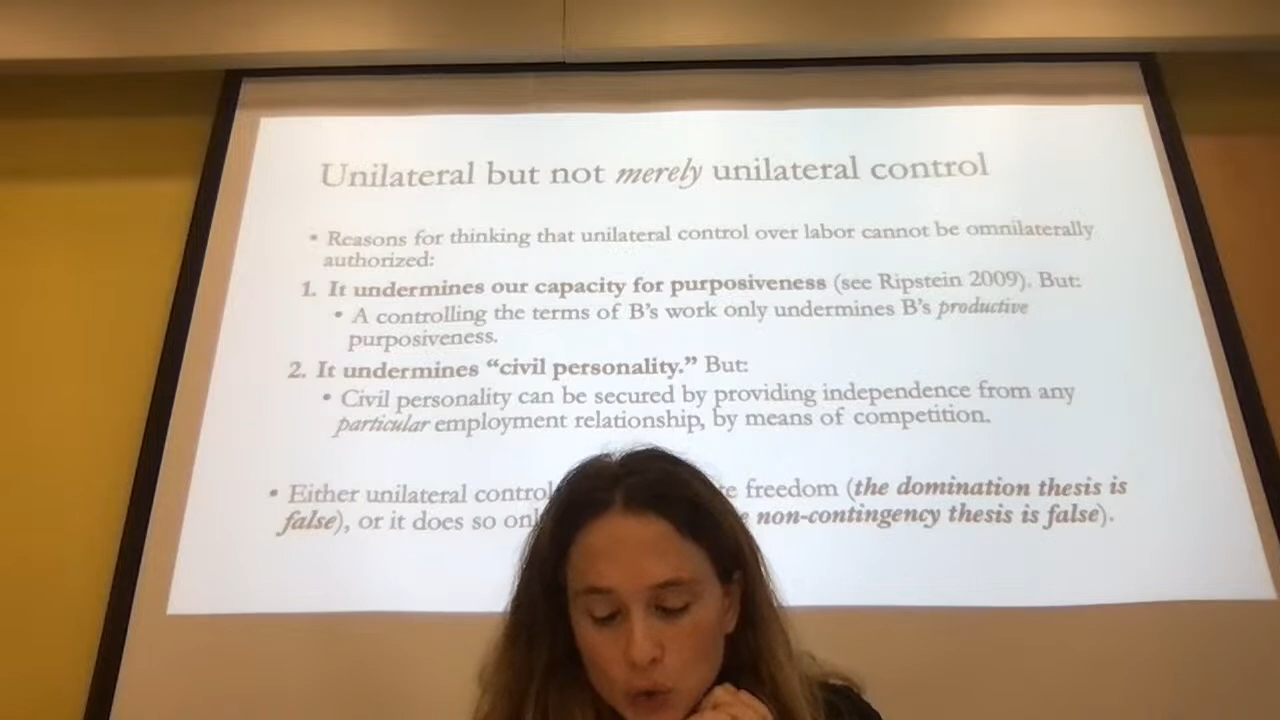 Unilateral but not merely unilateral control
• Reasons for thinking that unilateral control over labor cannot be omnilaterally
authorized:
1. It undermines our capacity for purposiveness (see Ripstein 2009). But:
• A controlling the terms of B's work only undermines B's productive
purposiveness.
2. It undermines “civil personality.” But:
• Civil personality can be secured by providing independence from any
particular employment relationship, by means of competition.
• Either unilateral control freedom (the domination thesis is
false), or it does so non-contingency thesis is false).